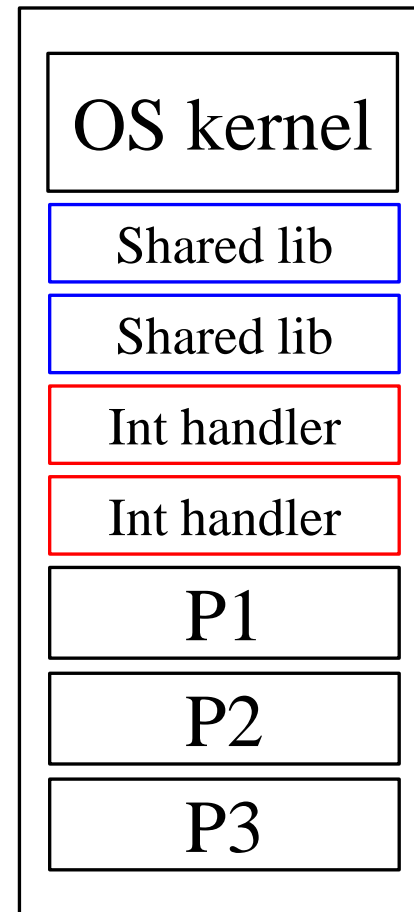 OS kernel
Shared lib
Shared lib
Int handler
Int handler
P1
P2
P3